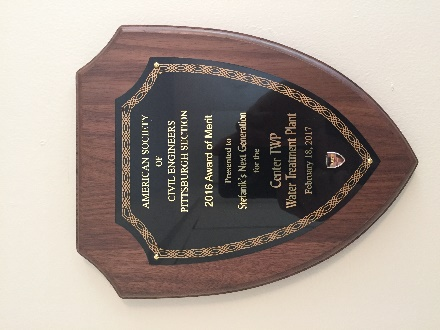 AMERICAN SOCIETY
OF
CIVIL ENGINEERS
PITTSBURGH SECTION
2016 Award of Merit
Presented to
Stefanik's Next Generation
for the
Center TWP
Water Treatment Plant
February 18, 2017